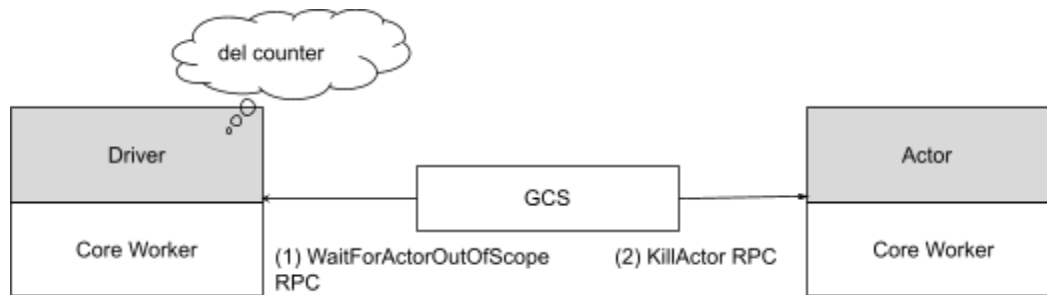 del counter
Driver
Actor
GCS
Core Worker
(1) WaitForActorOutOfScope
RPC
(2) KillActor RPC
Core Worker